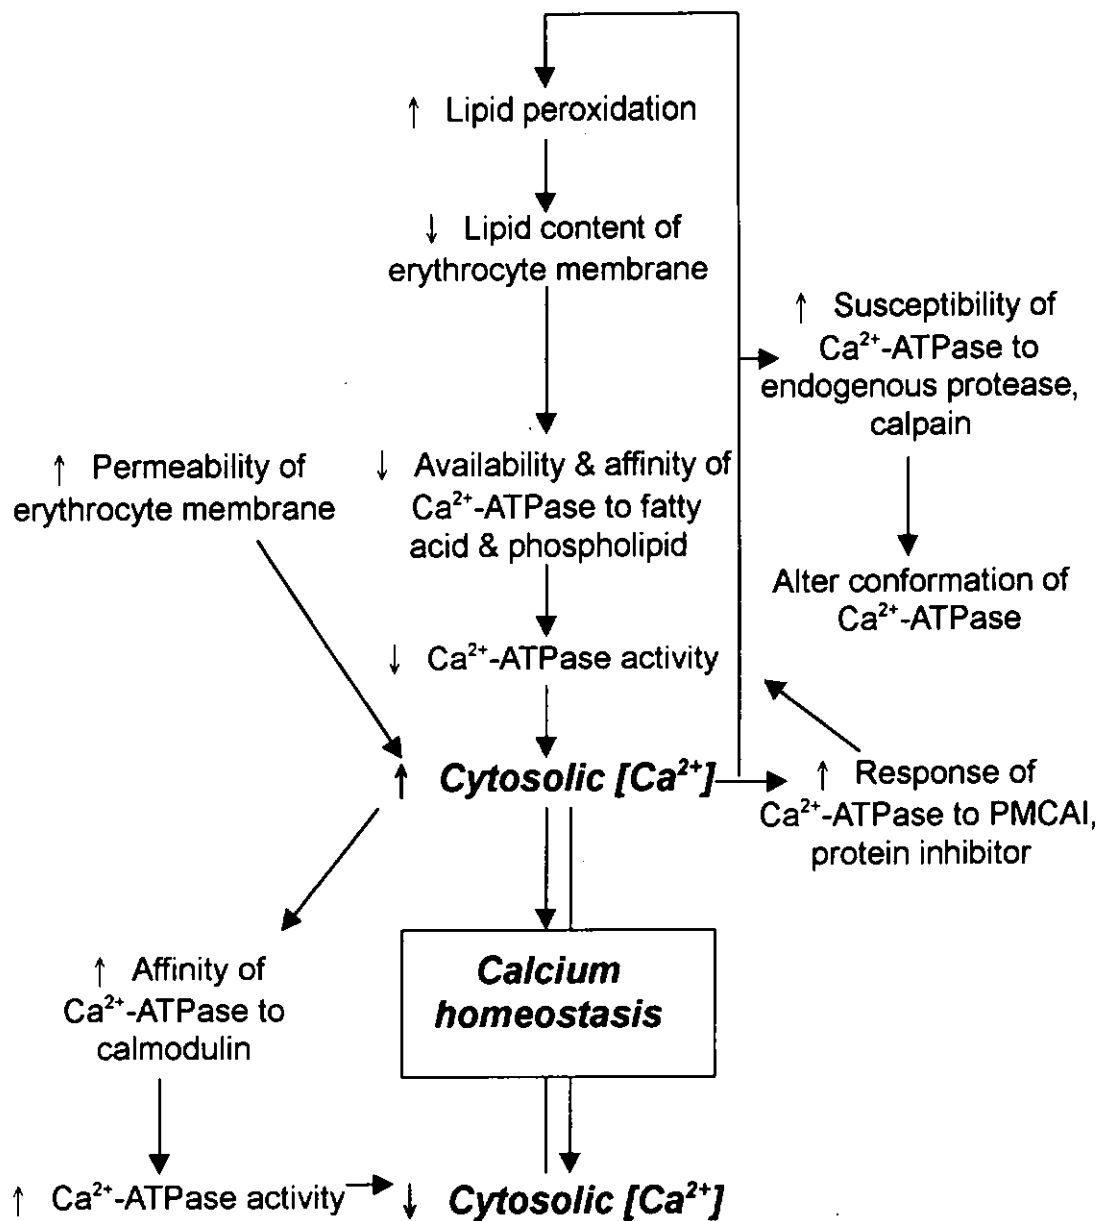 ↑ Lipid peroxidation
↓ Lipid content of
erythrocyte membrane
↑ Susceptibility of
Ca²⁺-ATPase to
endogenous protease,
calpain
↑ Permeability of
erythrocyte membrane
↓ Availability & affinity of
Ca²⁺-ATPase to fatty
acid & phospholipid
Alter conformation of
Ca²⁺-ATPase
↓ Ca²⁺-ATPase activity
↑ Cytosolic [Ca²⁺]
↑ Response of
Ca²⁺-ATPase to PMCAI,
protein inhibitor
↑ Affinity of
Ca²⁺-ATPase to
calmodulin
Calcium
homeostasis
↑ Ca²⁺-ATPase activity
↓ Cytosolic [Ca²⁺]